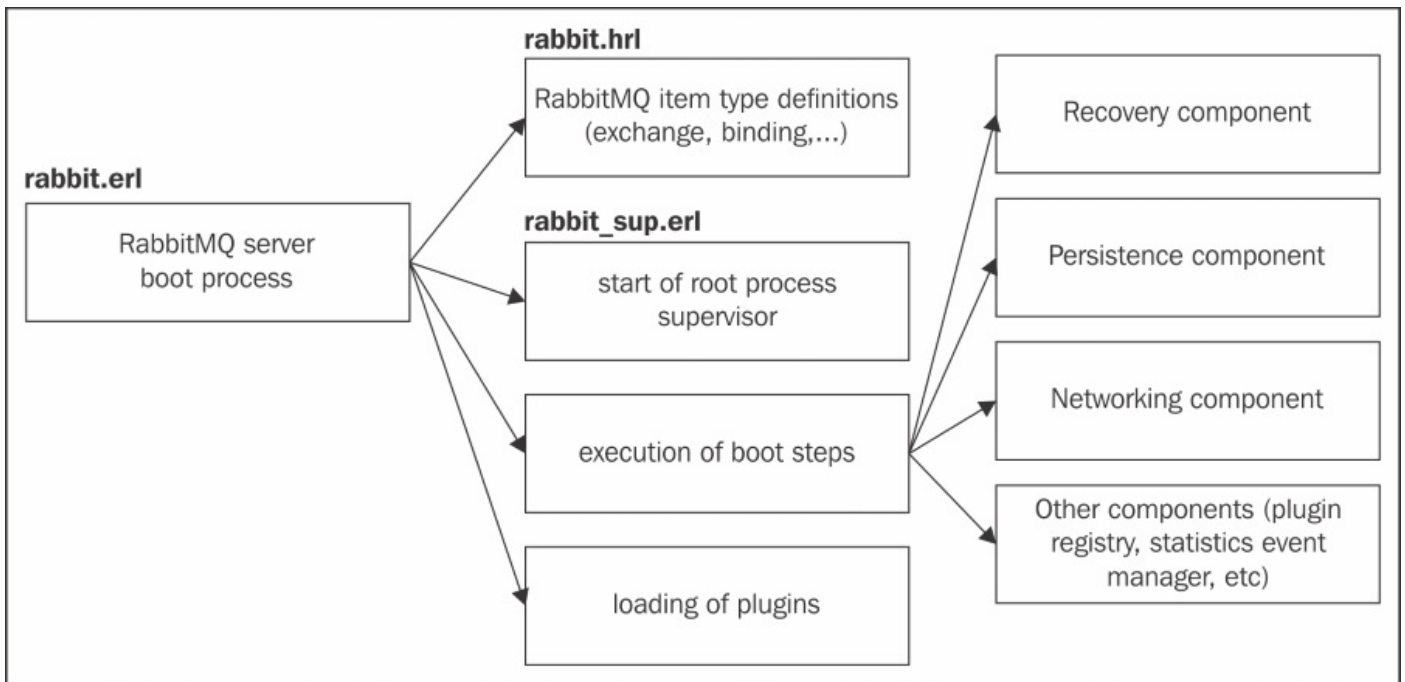 rabbit.erl
RabbitMQ server
boot process
rabbit.hrl
RabbitMQ item type definitions
(exchange, binding,...)
rabbit_sup.erl
start of root process
supervisor
execution of boot steps
loading of plugins
Recovery component
Persistence component
Networking component
Other components (plugin
registry, statistics event
manager, etc)